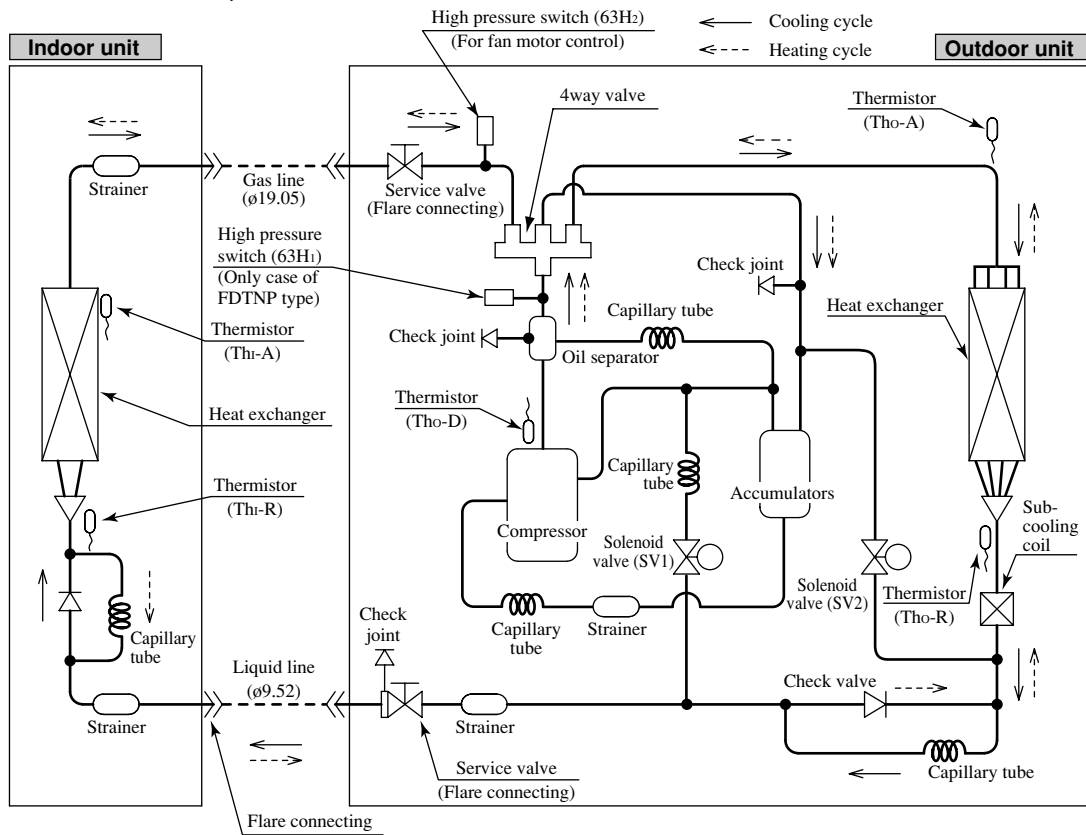 High pressure switch (63H2)
(For fan motor control)
Cooling cycle
Heating cycle
Indoor unit
Outdoor unit
4way valve
Thermistor
(Tho-A)
Strainer
Gas line
(ø19.05)
Service valve
(Flare connecting)
High pressure
switch (63H1)
(Only case of
FDTNP type)
Check joint
Capillary tube
Heat exchanger
Thermistor
(ThI-A)
Check joint
Oil separator
Heat exchanger
Thermistor
(Tho-D)
Capillary
tube
Accumulators
Thermistor
(ThI-R)
Compressor
Sub-
cooling
coil
Solenoid
valve (SV1)
Solenoid
valve (SV2)
Thermistor
(Tho-R)
Capillary
tube
Strainer
Check
joint
Capillary
tube
Liquid line
(ø9.52)
Check valve
Strainer
Strainer
Service valve
(Flare connecting)
Capillary tube
Flare connecting